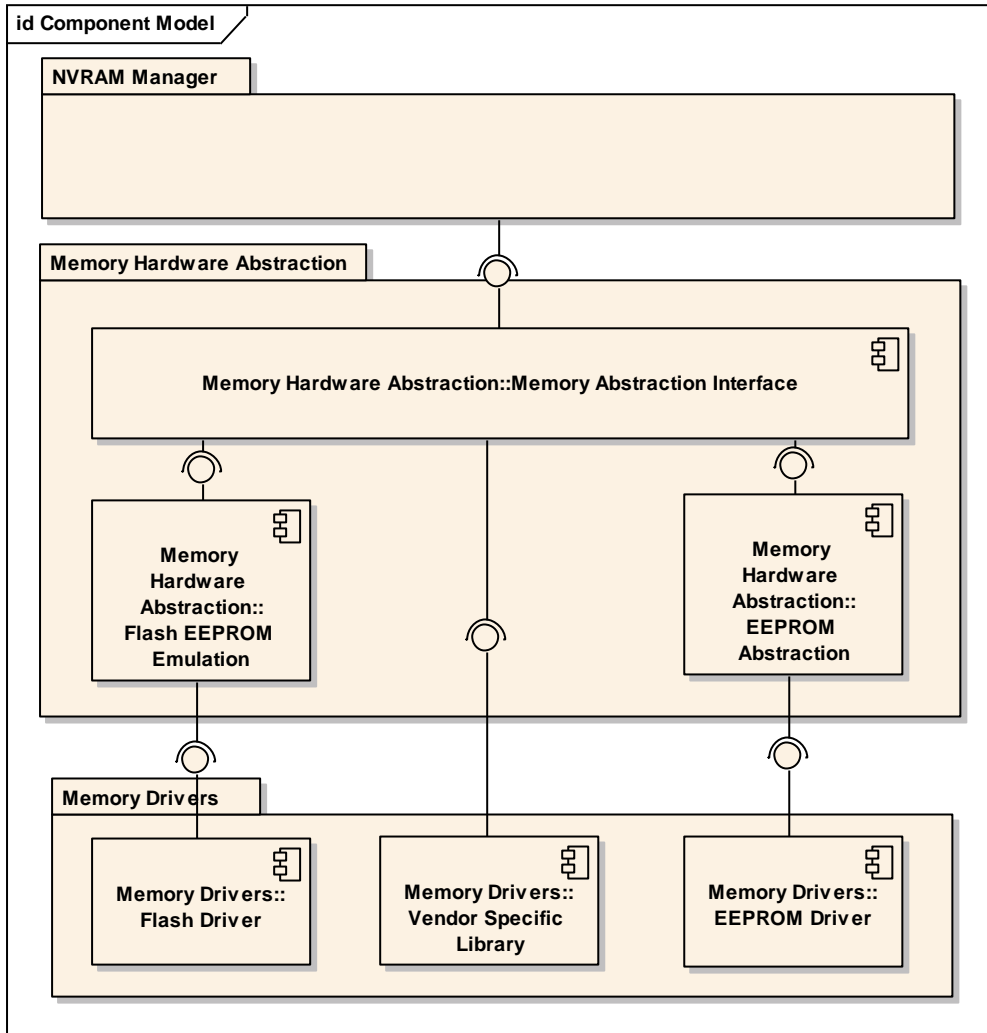 id Component Model
NVRAM Manager
Memory Hardware Abstraction
Memory Hardware Abstraction::Memory Abstraction Interface
Memory
Hardware
Abstraction::
Flash EEPROM
Emulation
Memory
Hardware
Abstraction::
EEPROM
Abstraction
Memory Drivers
Memory Drivers::
Flash Driver
Memory Drivers::
Vendor Specific
Library
Memory Drivers::
EEPROM Driver